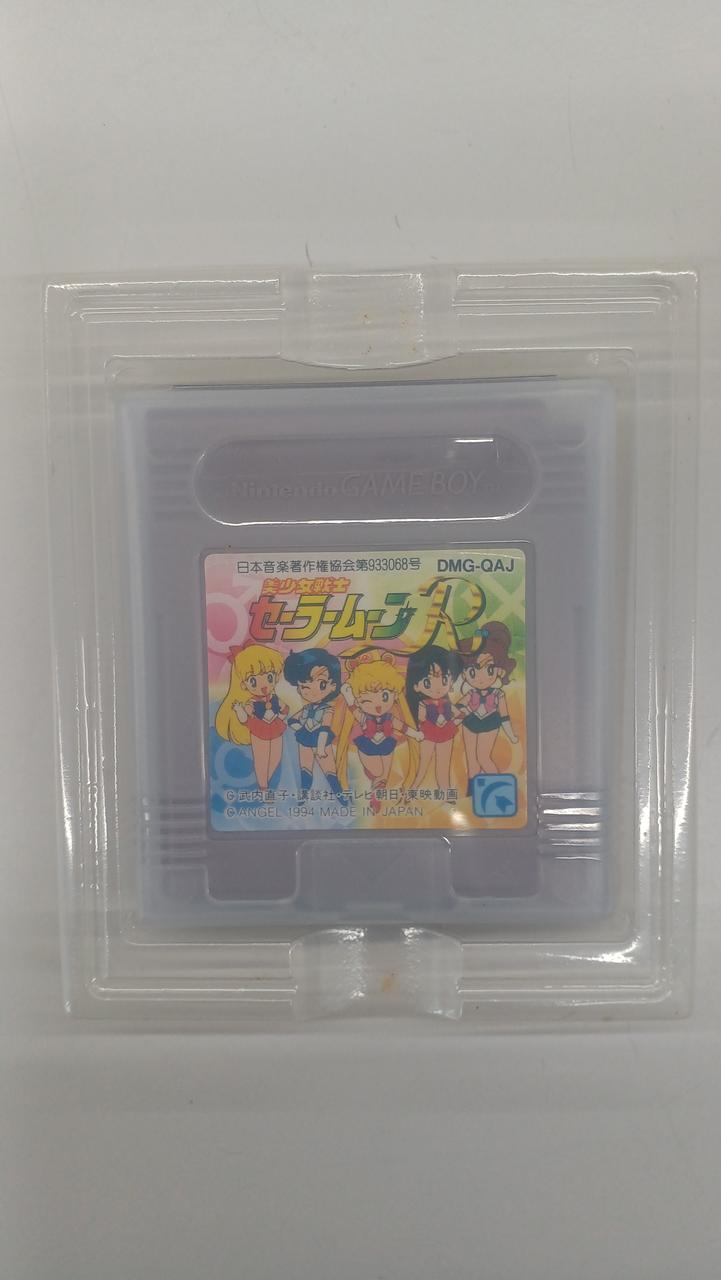 Nintendo GAME BOY
日本音楽著作権協会第933068号 DMG-QAJ
美少女戦士
セーラームーンR
© 武内直子・講談社・テレビ朝日・東映動画
© ANGEL 1994 MADE IN JAPAN